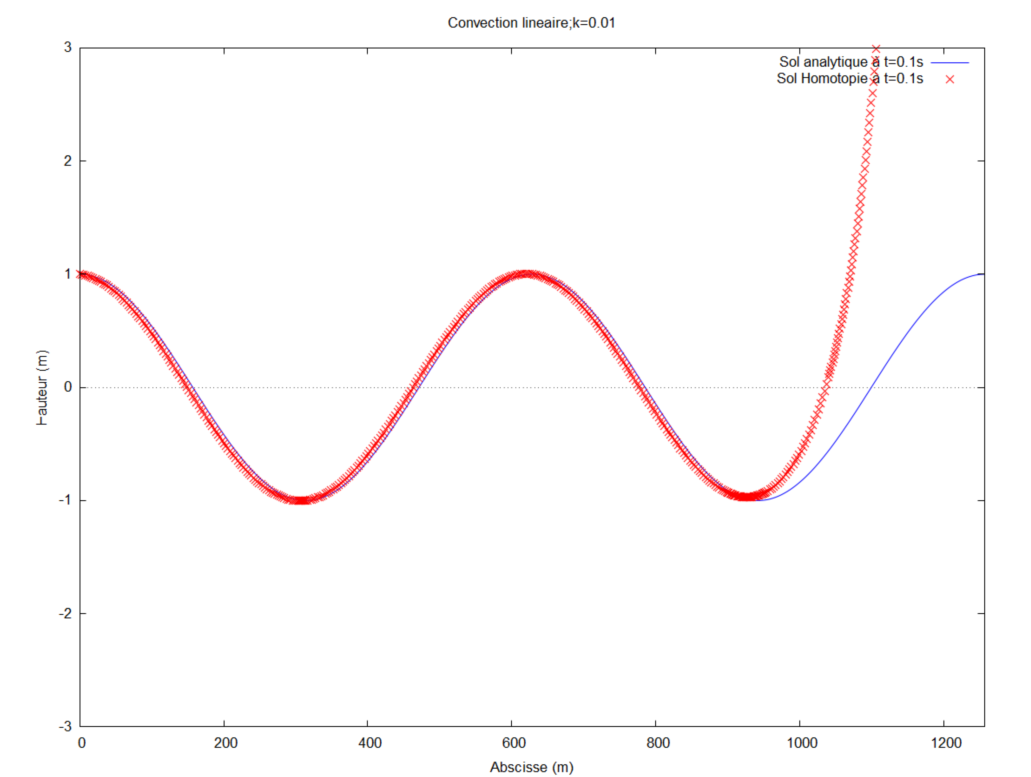 Convection lineaire;k=0.01
3
Sol analytique à t=0.1s
Sol Homotopie à t=0.1s
2
1
0
-1
-2
-3
Hauteur (m)
0 200 400 600 800 1000 1200
Abscisse (m)